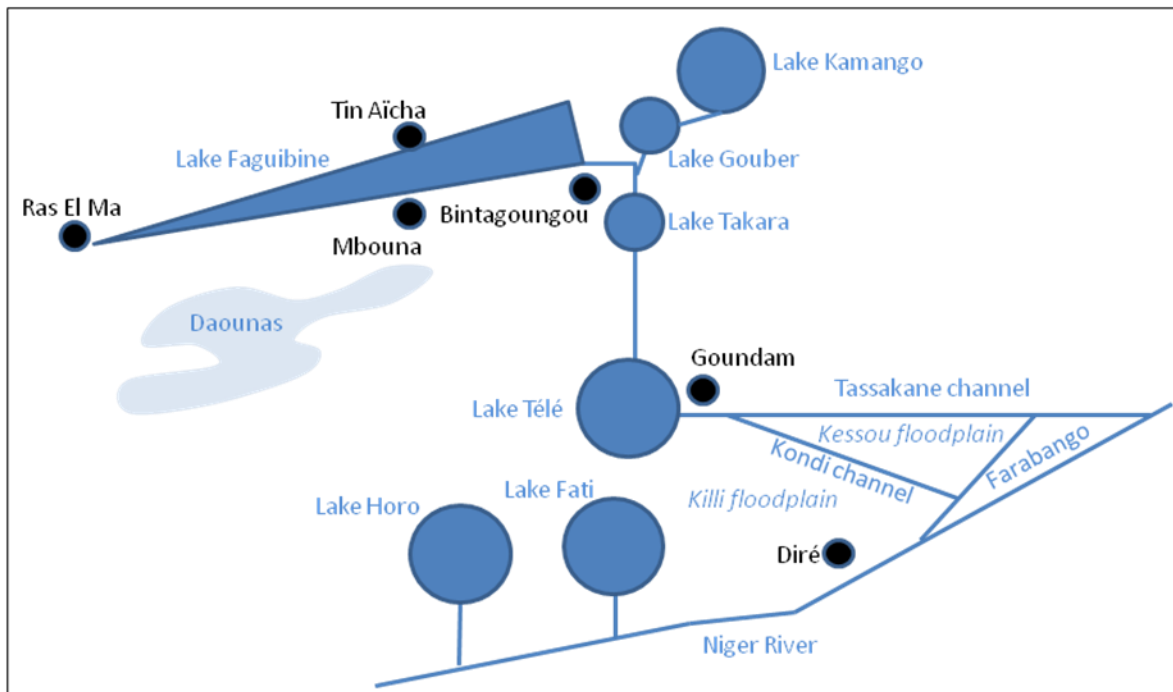 Lake Kamango
Tin Aïcha
Lake Faguibine
Lake Gouber
Ras El Ma
Bintagoungou
Lake Takara
Mbouna
Daounas
Goundam
Lake Télé
Tassakane channel
Kessou floodplain
Kondi channel
Farabango
Lake Horo
Lake Fati
Killi floodplain
Diré
Niger River